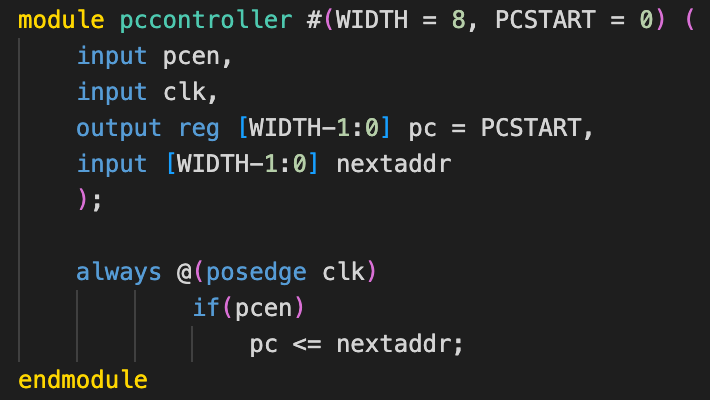 module pccontroller #(WIDTH = 8, PCSTART = 0) (
input pcen,
input clk,
output reg [WIDTH-1:0] pc = PCSTART,
input [WIDTH-1:0] nextaddr
);
always @(posedge clk)
if(pcen)
pc <= nextaddr;
endmodule